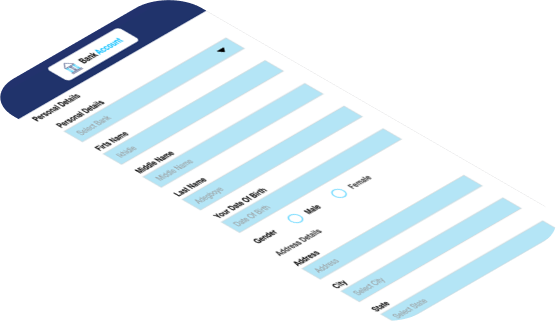 Bank Account
Personal Details
Personal Details
Select Bank
Firts Name
Middle Name
Middle Name
Last Name
Adegboye
Your Date Of Birth
Date Of Birth
Gender
Male
Female
Address Details
Address
Address
City
Select City
State
Select State